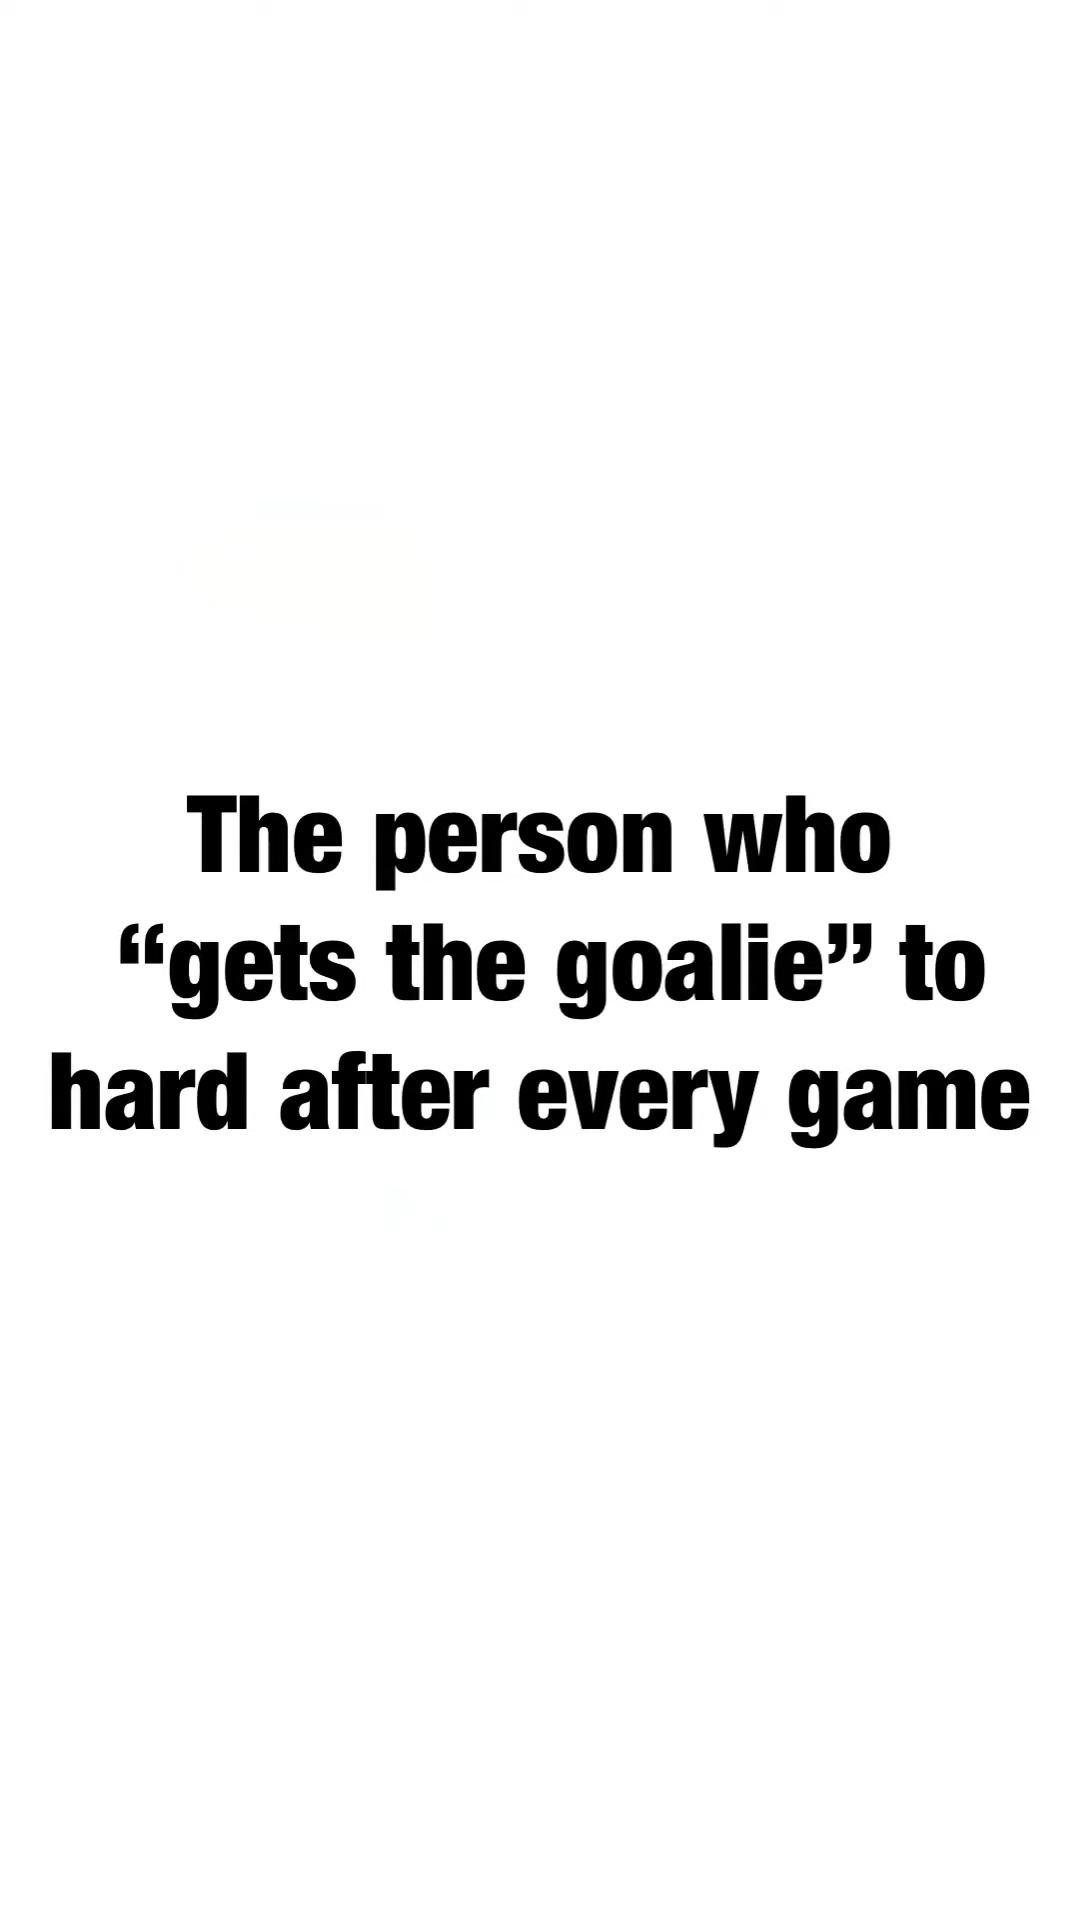 The person who
“gets the goalie” to
hard after every game